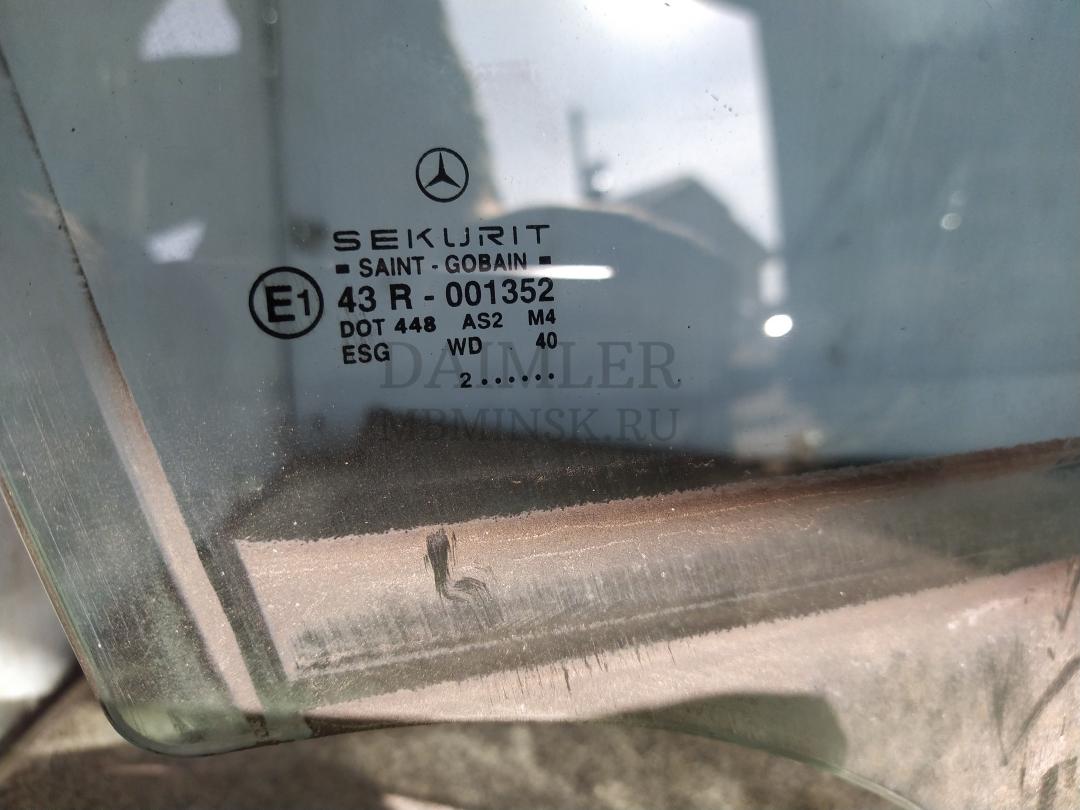 SEKURIT
▪ SAINT - GOBAIN ▪
E1 43 R - 001352
DOT 448 AS2 M4
ESG WD 40
2 . . . . . .
DAIMLER
MBMINSK.RU